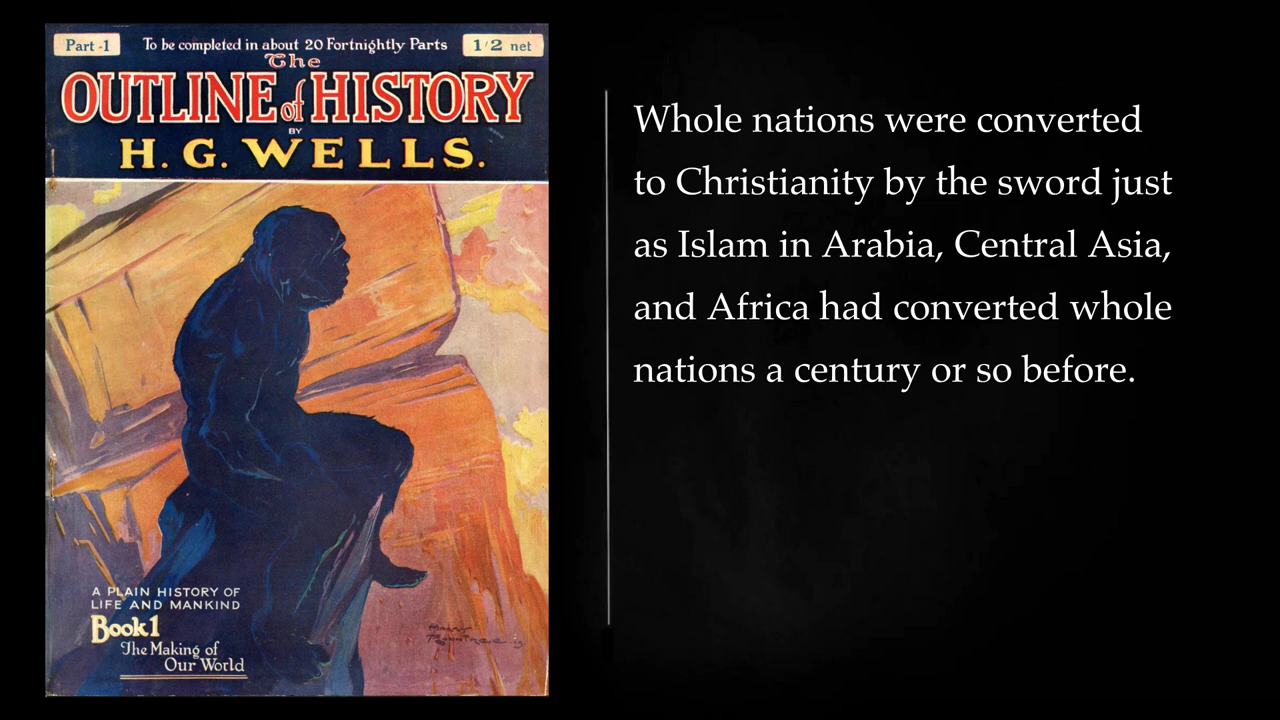 Part -1
To be completed in about 20 Fortnightly Parts
1/2 net
The
OUTLINE of HISTORY
BY
H. G. WELLS.
A PLAIN HISTORY OF
LIFE AND MANKIND
Book 1
The Making of
Our World
Whole nations were converted
to Christianity by the sword just
as Islam in Arabia, Central Asia,
and Africa had converted whole
nations a century or so before.